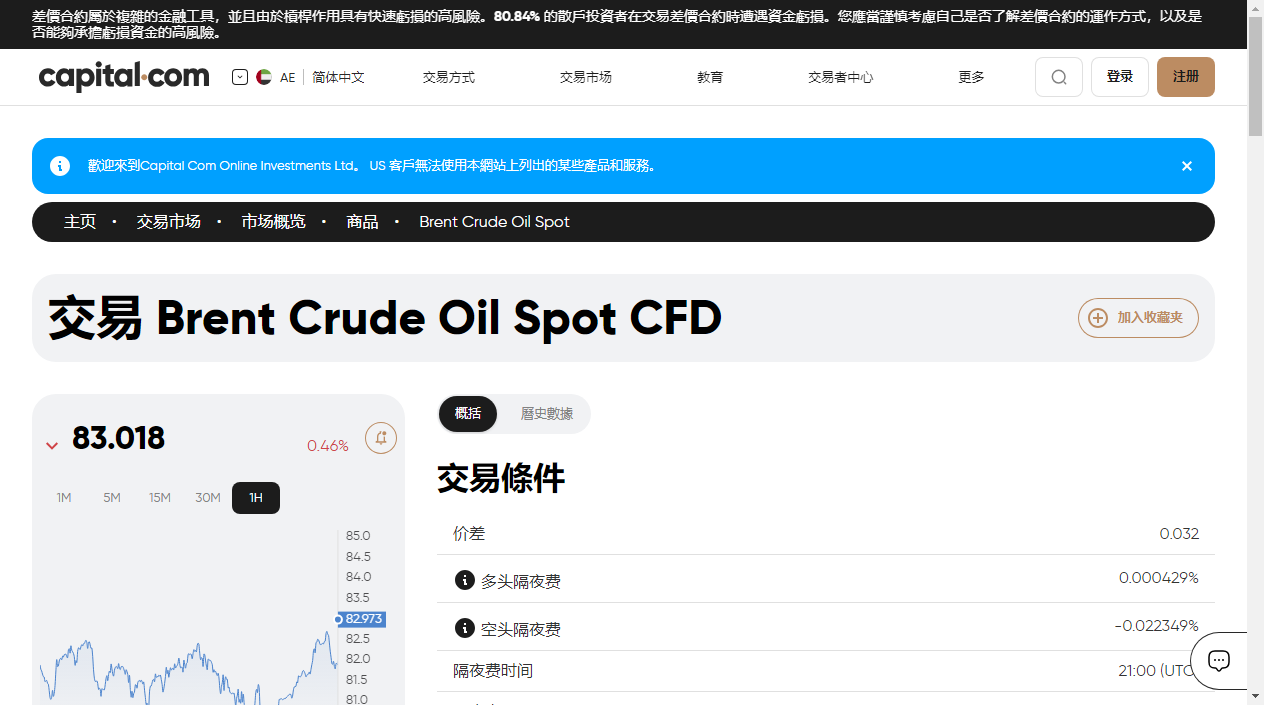 差價合約屬於複雜的金融工具，並且由於槓桿作用具有快速虧損的高風險。80.84% 的散戶投資者在交易差價合約時遭遇資金虧損。您應當謹慎考慮自己是否了解差價合約的運作方式，以及是
否能夠承擔虧損資金的高風險。
capital.com AE 简体中文 交易方式 交易市场 教育 交易者中心 更多 登录 注册
歡迎來到Capital Com Online Investments Ltd。 US 客戶無法使用本網站上列出的某些產品和服務。
主页 · 交易市场 · 市场概览 · 商品 · Brent Crude Oil Spot
交易 Brent Crude Oil Spot CFD
加入收藏夹
83.018
0.46%
1M 5M 15M 30M 1H
85.0
84.5
84.0
83.5
82.973
82.5
82.0
81.5
81.0
概括 曆史數據
交易條件
价差 0.032
多头隔夜费 0.000429%
空头隔夜费 -0.022349%
隔夜费时间 21:00 (UTC